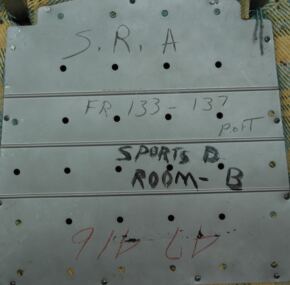 S.R.A
FR 133-137
PORT
SPORTS B
ROOM-B